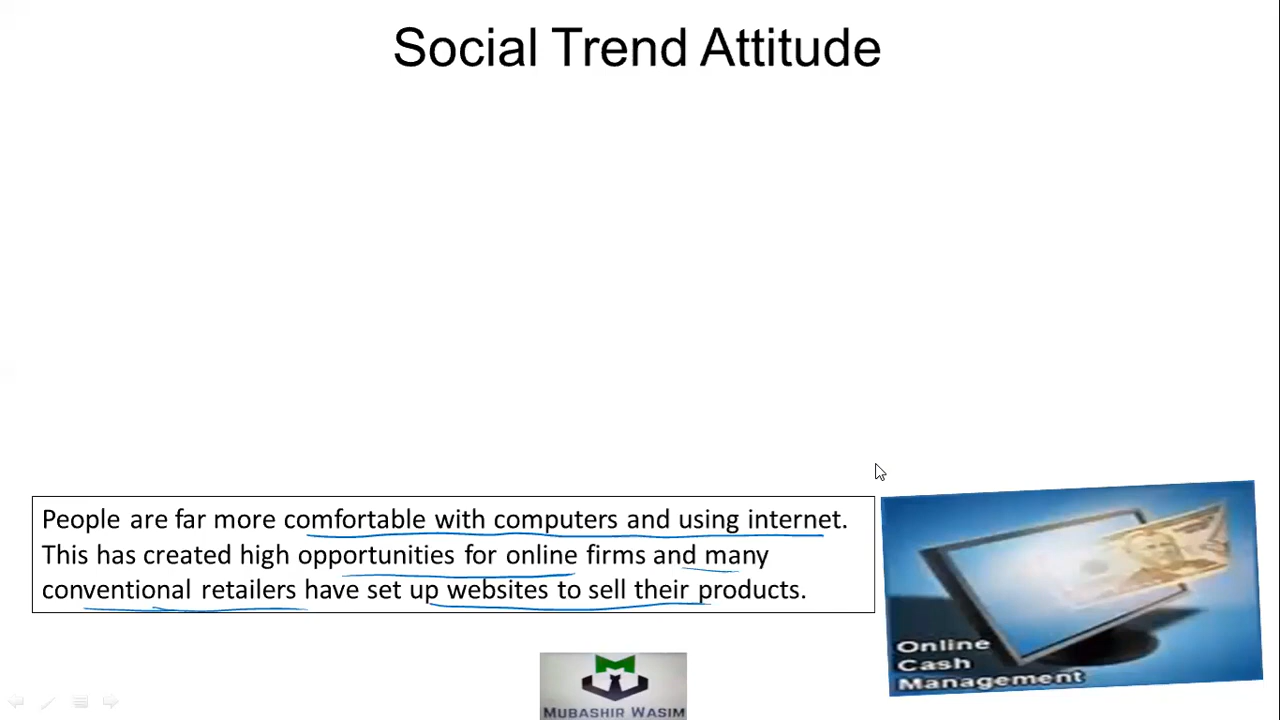 Social Trend Attitude
People are far more comfortable with computers and using internet.
This has created high opportunities for online firms and many
conventional retailers have set up websites to sell their products.
Online
Cash
Management
MUBASHIR WASIM